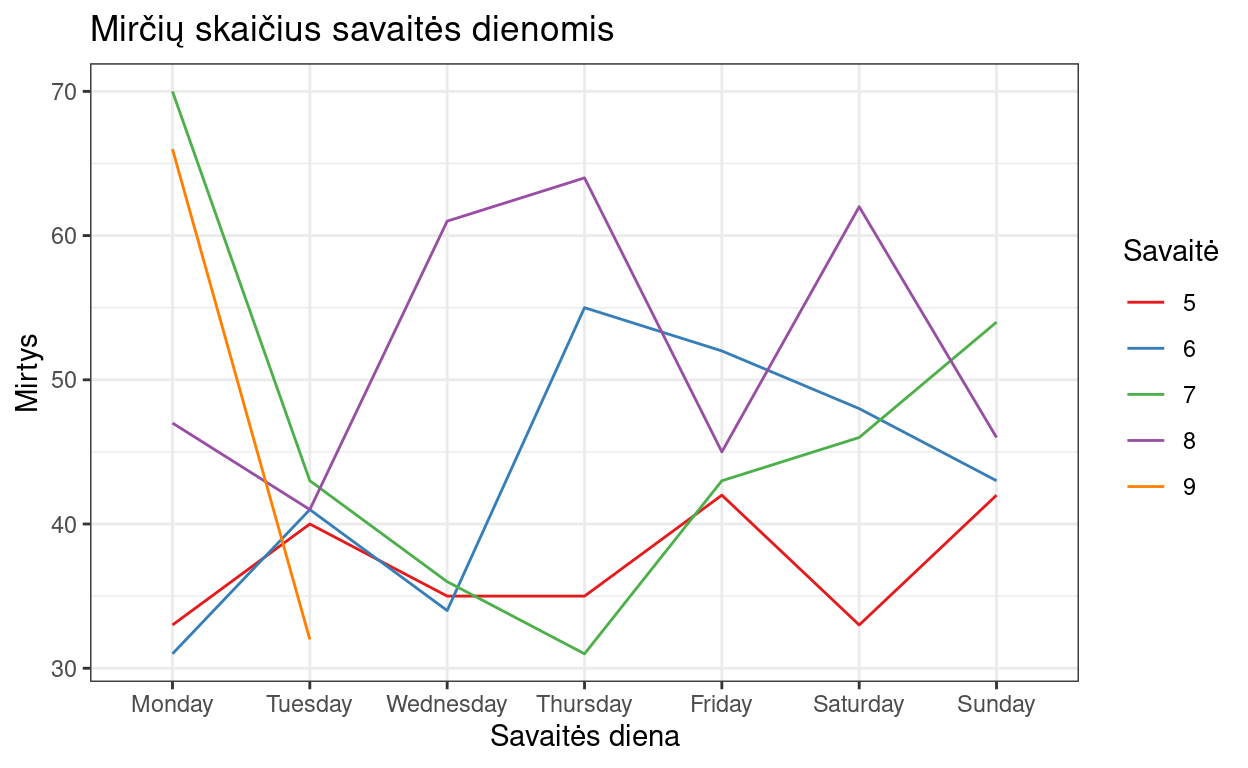 Mirčių skaičius savaitės dienomis
70
60
50
40
30
Mirtys
Monday Tuesday Wednesday Thursday Friday Saturday Sunday
Savaitės diena
Savaitė
5
6
7
8
9